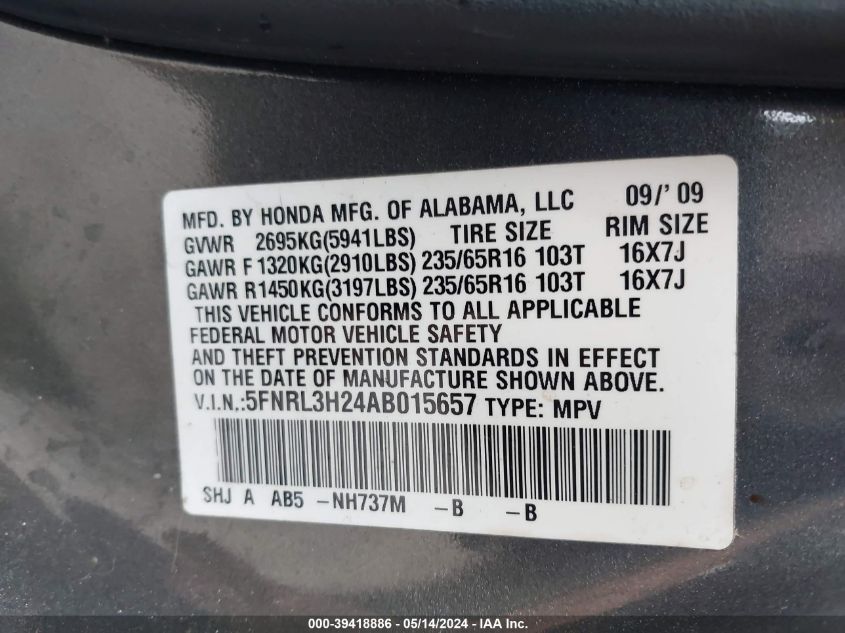 MFD. BY HONDA MFG. OF ALABAMA, LLC 09/'09
GVWR 2695KG(5941LBS) TIRE SIZE RIM SIZE
GAWR F1320KG(2910LBS) 235/65R16 103T 16X7J
GAWR R1450KG(3197LBS) 235/65R16 103T 16X7J
THIS VEHICLE CONFORMS TO ALL APPLICABLE
FEDERAL MOTOR VEHICLE SAFETY
AND THEFT PREVENTION STANDARDS IN EFFECT
ON THE DATE OF MANUFACTURE SHOWN ABOVE.
V.I.N.:5FNRL3H24AB015657 TYPE: MPV
SHJ A AB5 -NH737M -B -B
000-39418886 - 05/14/2024 - IAA Inc.